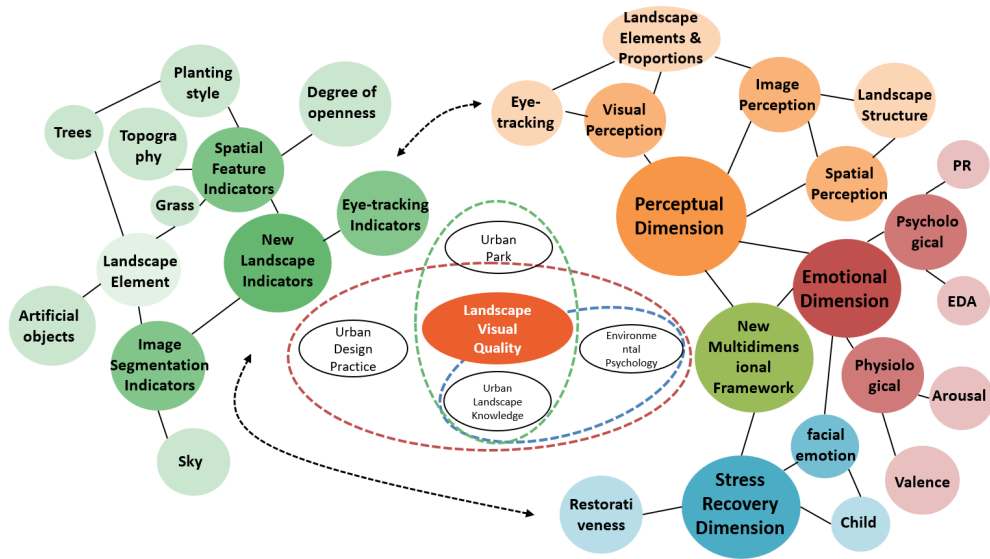 Planting
style
Trees
Topogra
phy
Degree of
openness
Spatial
Feature
Indicators
Grass
Eye-tracking
Indicators
New
Landscape
Indicators
Landscape
Element
Artificial
objects
Image
Segmentation
Indicators
Sky
Urban
Park
Landscape
Visual
Quality
Urban
Design
Practice
Environme
ntal
Psychology
Urban
Landscape
Knowledge
Landscape
Elements &
Proportions
Eye-
tracking
Visual
Perception
Image
Perception
Landscape
Structure
Spatial
Perception
Perceptual
Dimension
PR
Psycholo
gical
EDA
Emotional
Dimension
New
Multidimens
ional
Framework
Physiolo
gical
Arousal
Valence
facial
emotion
Child
Stress
Recovery
Dimension
Restorati
veness